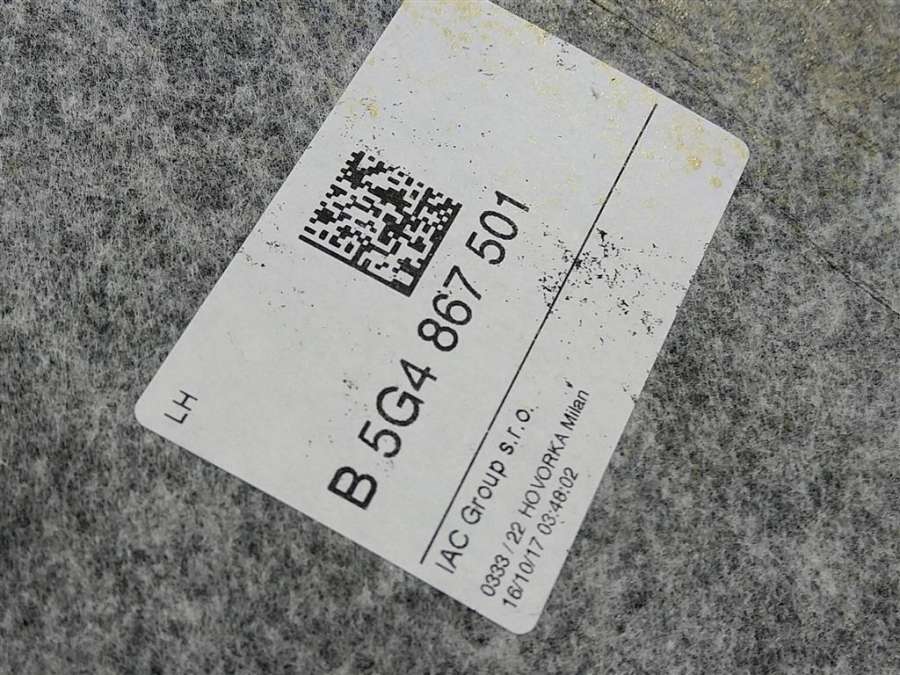 LH
B 5G4 867 501
IAC Group s.r.o.
0333 / 22 HOVORKA Milan
16/10/17 03:48:02